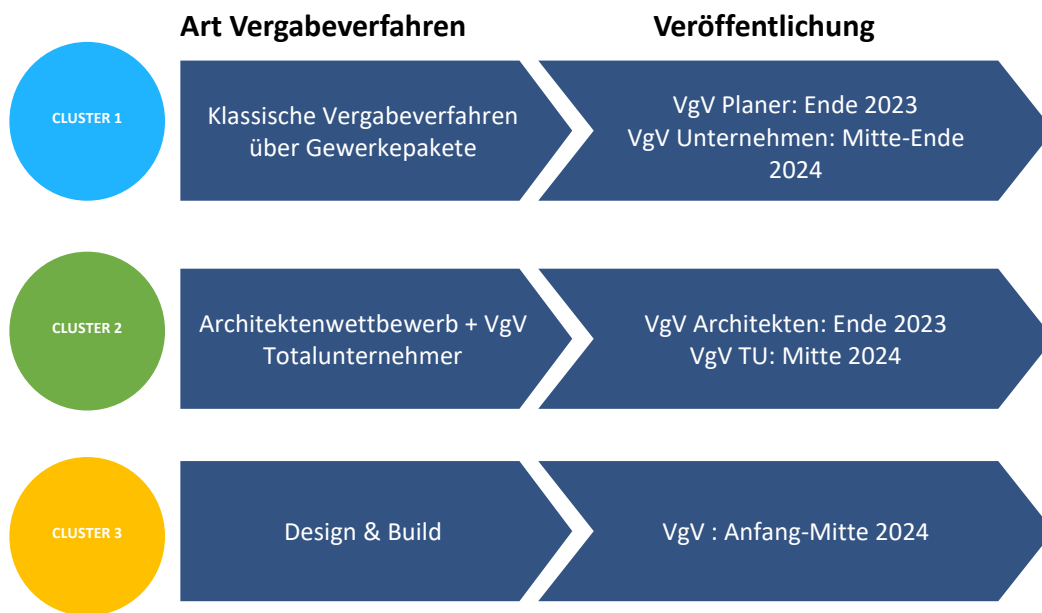 Art Vergabeverfahren
Veröffentlichung
CLUSTER 1
Klassische Vergabeverfahren
über Gewerkepakete
VgV Planer: Ende 2023
VgV Unternehmen: Mitte-Ende
2024
CLUSTER 2
Architektenwettbewerb + VgV
Totalunternehmer
VgV Architekten: Ende 2023
VgV TU: Mitte 2024
CLUSTER 3
Design & Build
VgV : Anfang-Mitte 2024